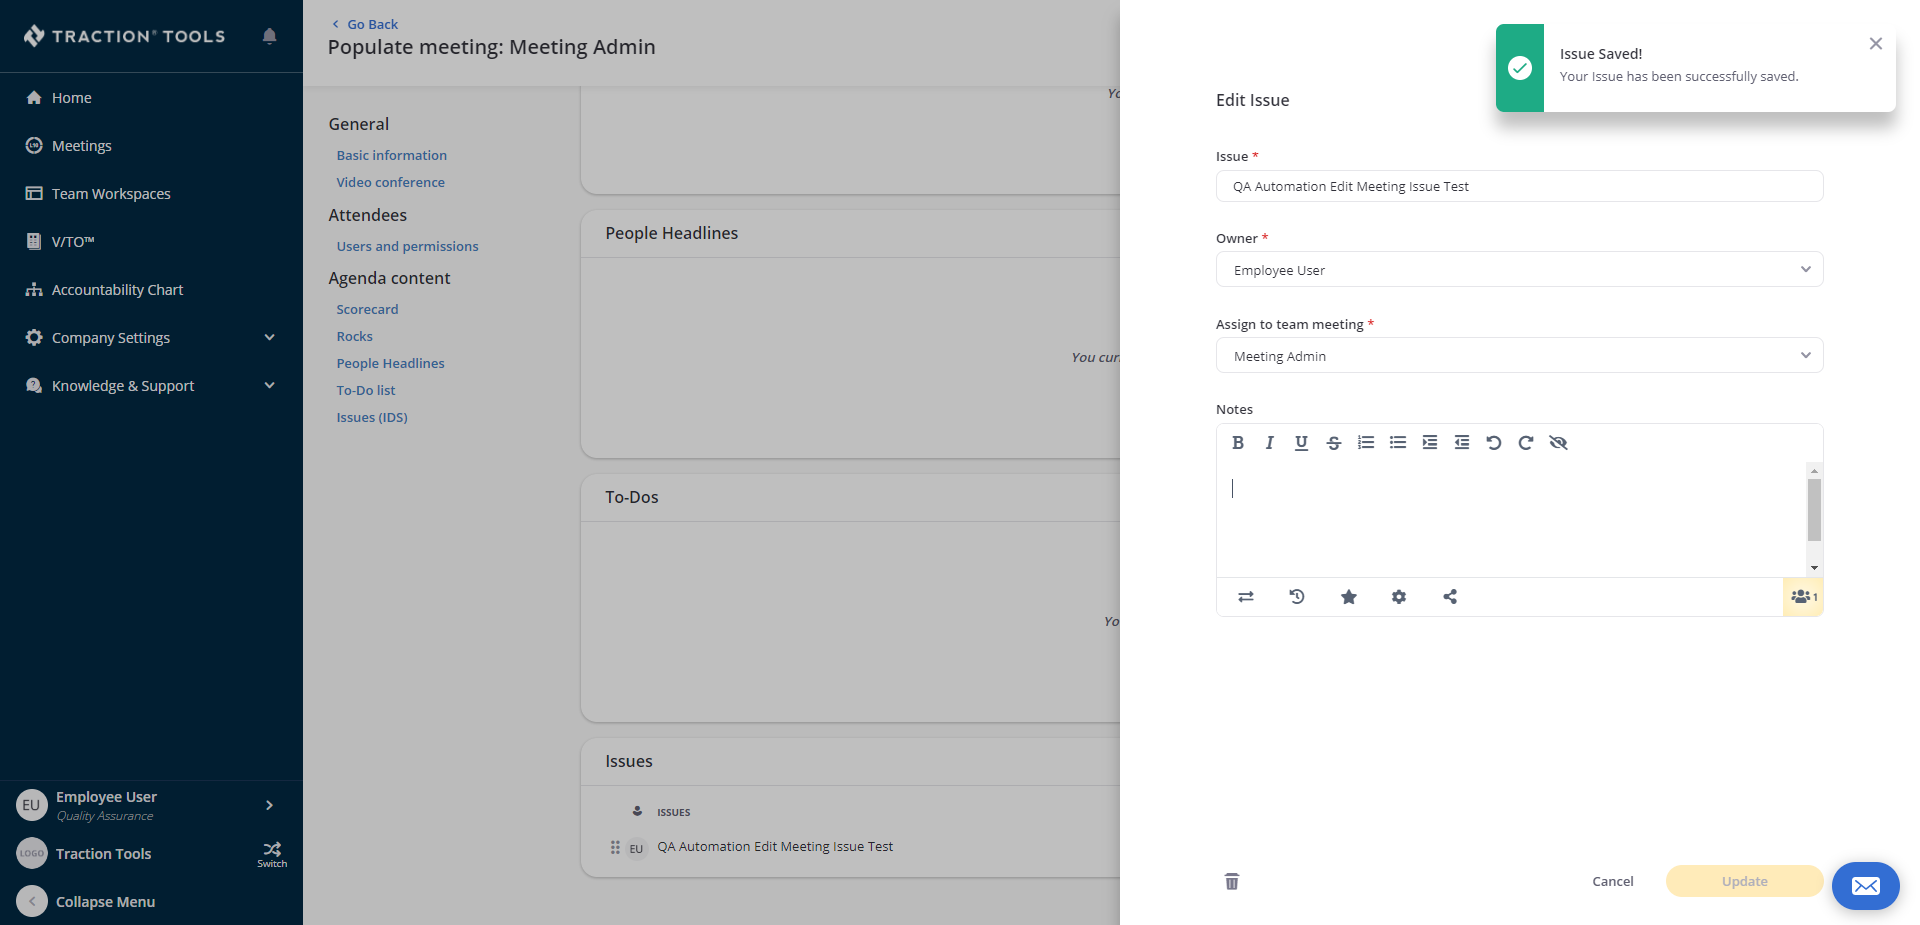 TRACTION® TOOLS
Home
Meetings
Team Workspaces
V/TO™
Accountability Chart
Company Settings
Knowledge & Support
EU
Employee User
Quality Assurance
LOGO
Traction Tools
Switch
Collapse Menu
Go Back
Populate meeting: Meeting Admin
General
Basic information
Video conference
Attendees
Users and permissions
Agenda content
Scorecard
Rocks
People Headlines
To-Do list
Issues (IDS)
People Headlines
You
To-Dos
Issues
ISSUES
EU
QA Automation Edit Meeting Issue Test
Issue Saved!
Your Issue has been successfully saved.
Edit Issue
Issue *
QA Automation Edit Meeting Issue Test
Owner *
Employee User
Assign to team meeting *
Meeting Admin
Notes
B I U S
1
Cancel
Update